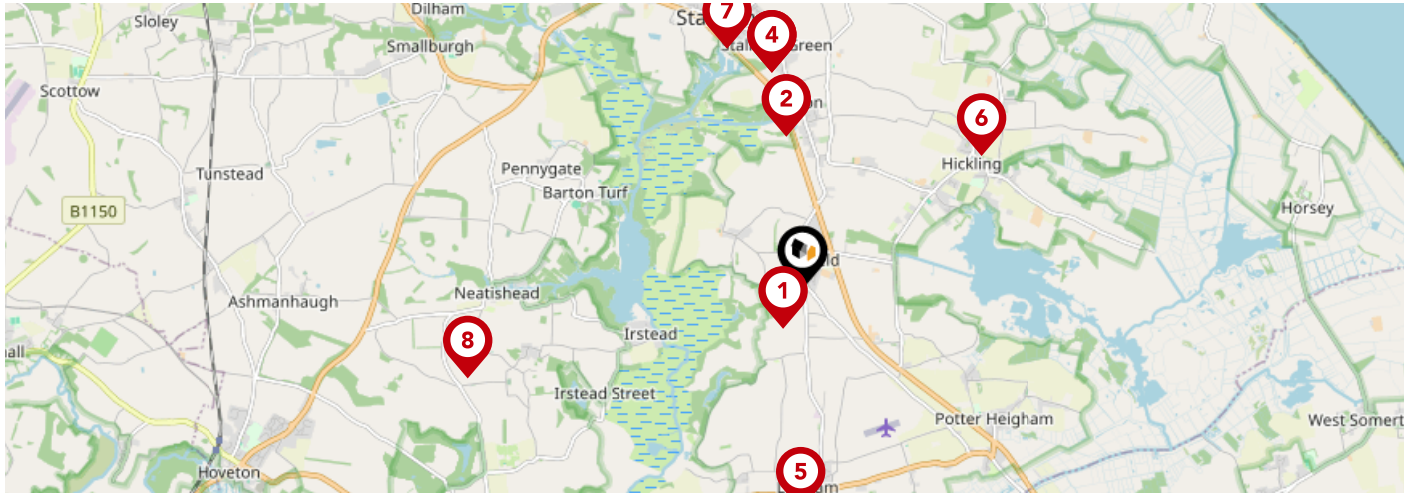 Dilham
7
Sloley
4
Smallburgh
Scottow
2
6
Hickling
Pennygate
Tunstead
Barton Turf
B1150
Horsey
Neatishead
1
Ashmanhaugh
Irstead
8
Irstead Street
Potter Heigham
West Somert
Hoveton
5